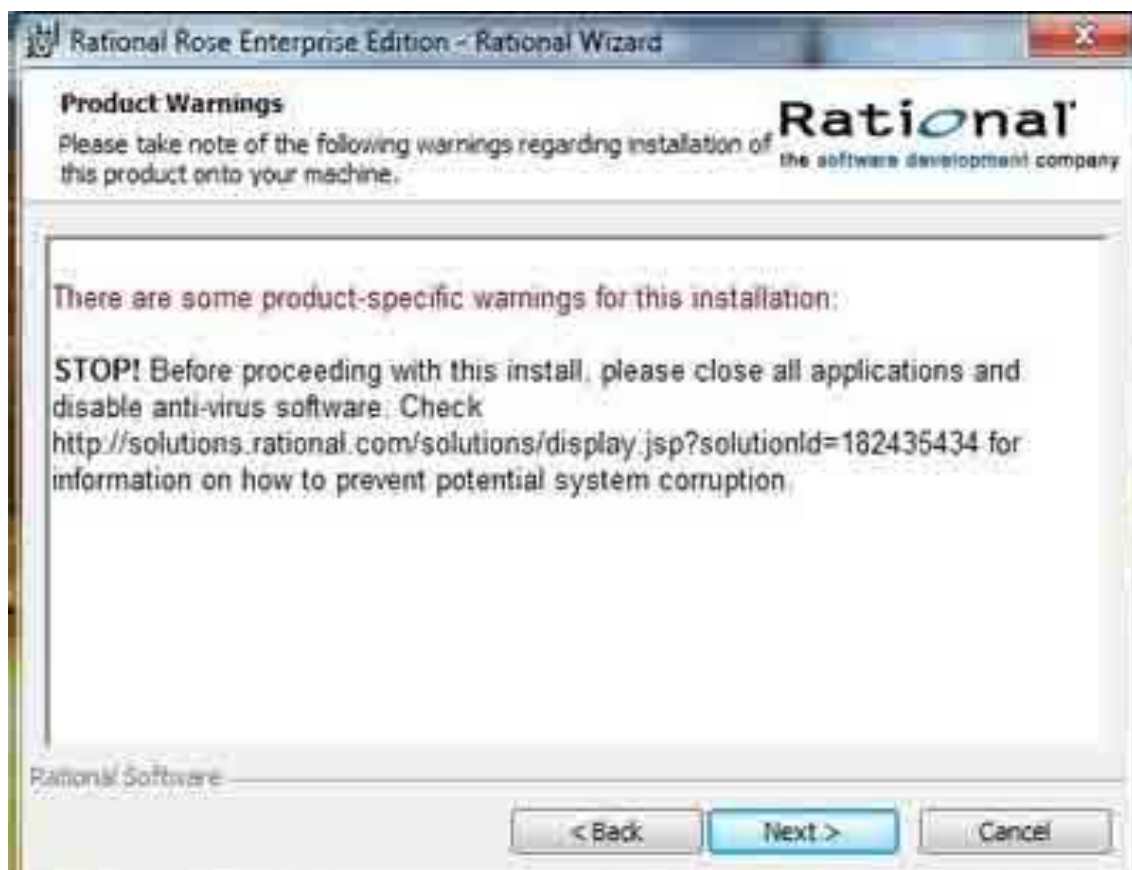 Rational Rose Enterprise Edition - Rational Wizard
Product Warnings
Please take note of the following warnings regarding installation of
this product onto your machine.
Rational
the software development company
There are some product-specific warnings for this installation:
STOP! Before proceeding with this install, please close all applications and
disable anti-virus software. Check
http://solutions.rational.com/solutions/display.jsp?solutionId=182435434 for
information on how to prevent potential system corruption.
Rational Software
< Back
Next >
Cancel